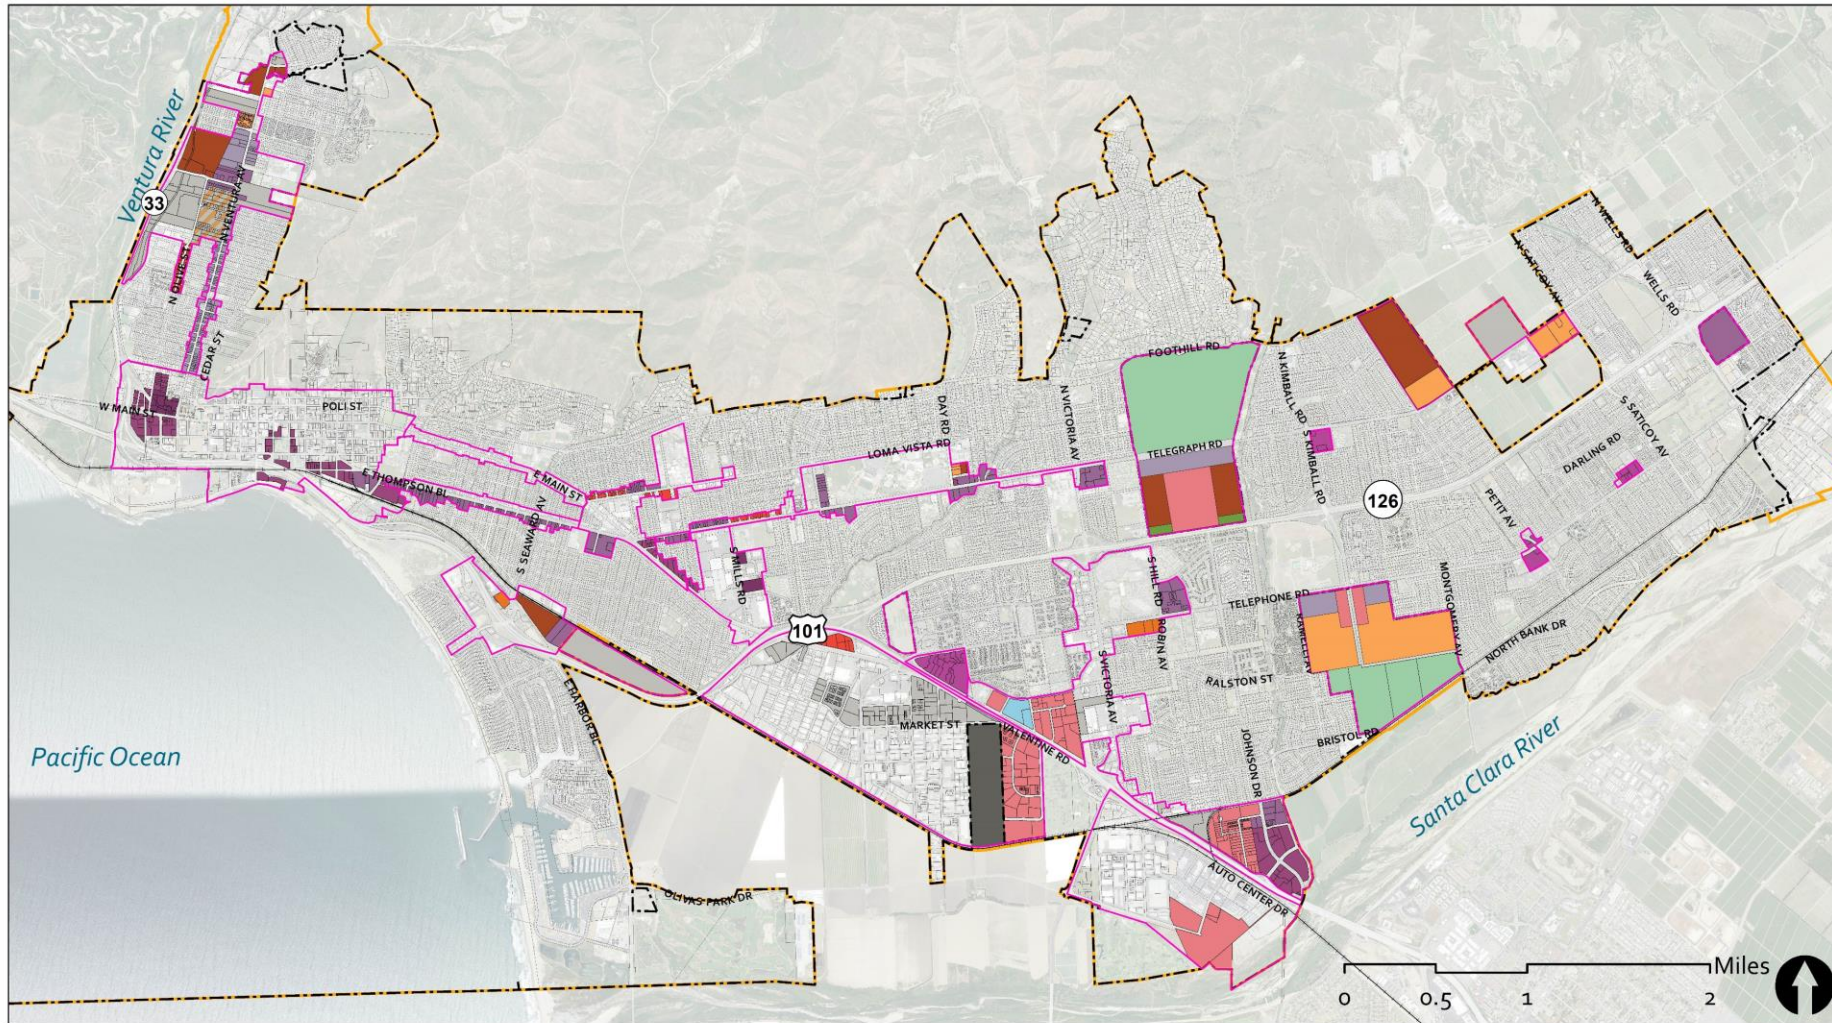 Ventura River
33
N VENTURA AV
N OLIVE ST
CEDAR ST
W MAIN ST
POLI ST
E THOMPSON BL
E MAIN ST
S SEAWARD AV
S MILLS RD
LOMA VISTA RD
DAY RD
N VICTORIA AV
FOOTHILL RD
TELEGRAPH RD
N KIMBALL RD
S KIMBALL RD
126
N SATICOY AV
N WELLS RD
WELLS RD
S SATICOY AV
DARLING RD
PETIT AV
MONTGOMERY AV
NORTH BANK DR
TELEPHONE RD
RAMELLI AV
S HILL RD
ROBIN AV
RALSTON ST
S VICTORIA AV
BRISTOL RD
JOHNSON DR
101
MARKET ST
VALENTINE RD
E HARBOR BL
OLIVAS PARK DR
AUTO CENTER DR
Pacific Ocean
Santa Clara River
Miles
0 0.5 1 2